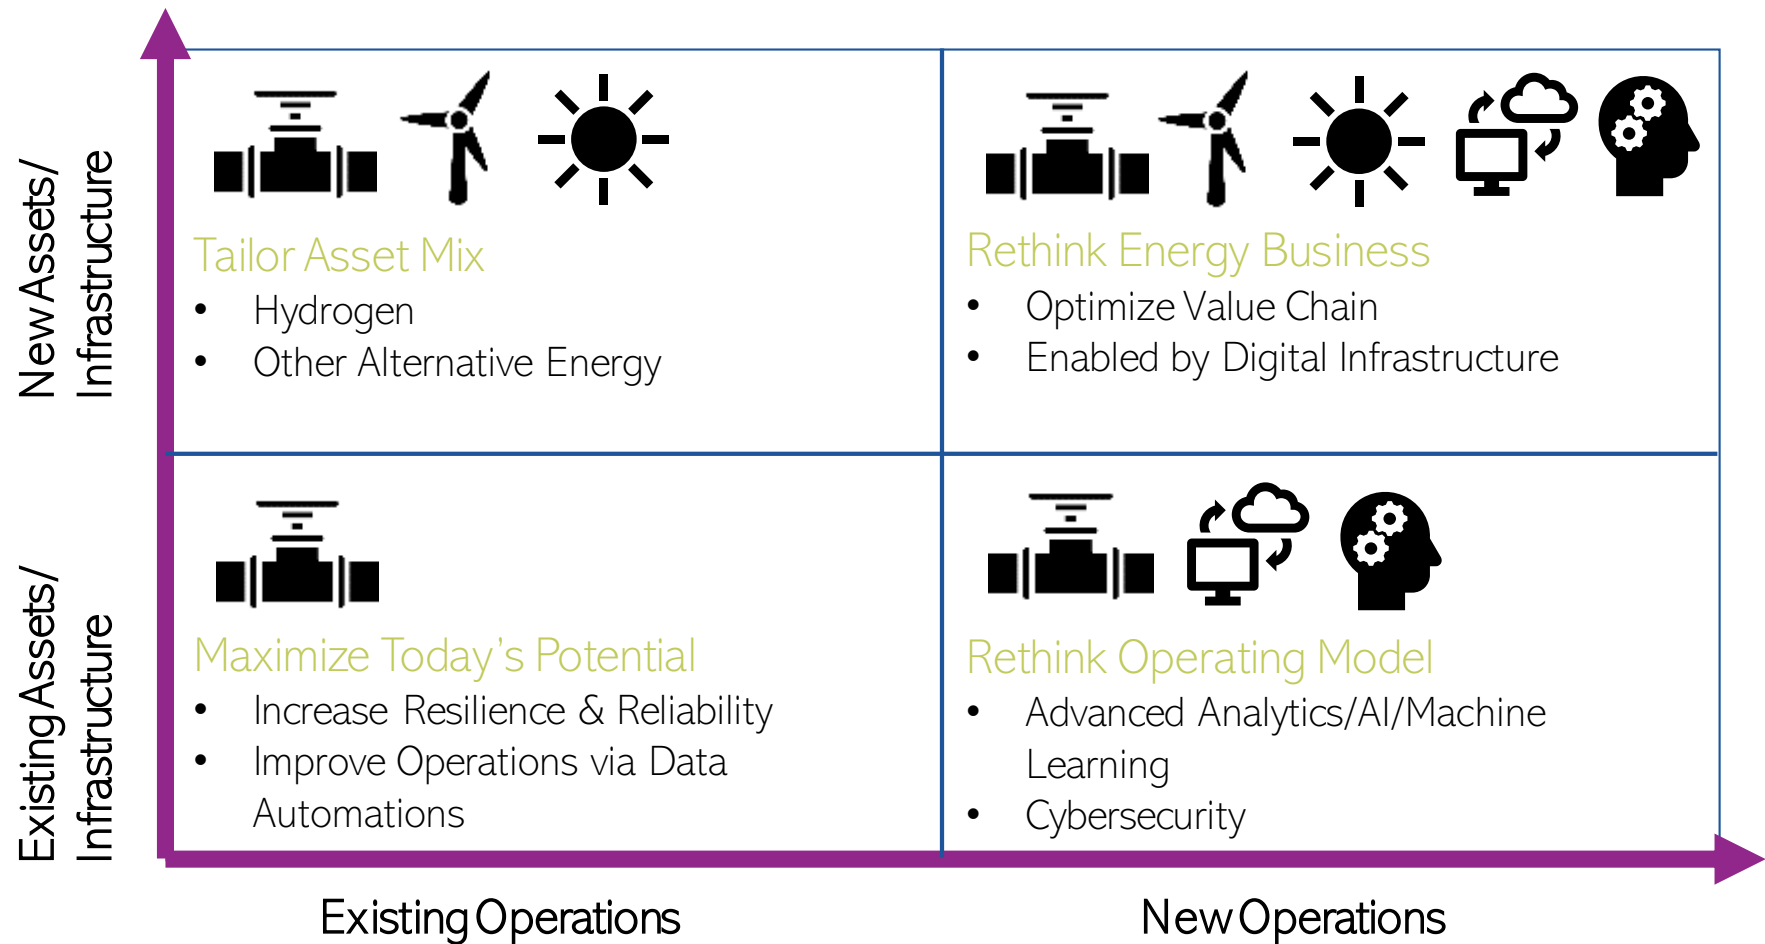 New Assets/
Infrastructure
Tailor Asset Mix
• Hydrogen
• Other Alternative Energy
Rethink Energy Business
• Optimize Value Chain
• Enabled by Digital Infrastructure
Existing Assets/
Infrastructure
Maximize Today’s Potential
• Increase Resilience & Reliability
• Improve Operations via Data
Automations
Rethink Operating Model
• Advanced Analytics/AI/Machine
Learning
• Cybersecurity
Existing Operations
New Operations